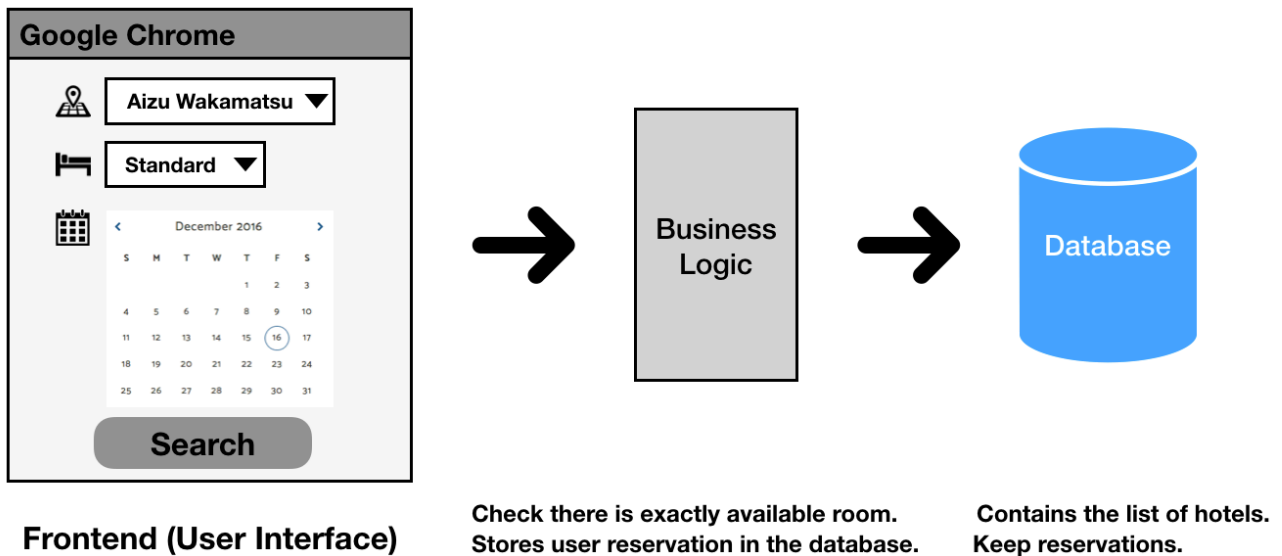 Google Chrome
Aizu Wakamatsu
Standard
December 2016
S M T W T F S
1 2 3
4 5 6 7 8 9 10
11 12 13 14 15 16 17
18 19 20 21 22 23 24
25 26 27 28 29 30 31
Search
Frontend (User Interface)
Business
Logic
Check there is exactly available room.
Stores user reservation in the database.
Database
Contains the list of hotels.
Keep reservations.